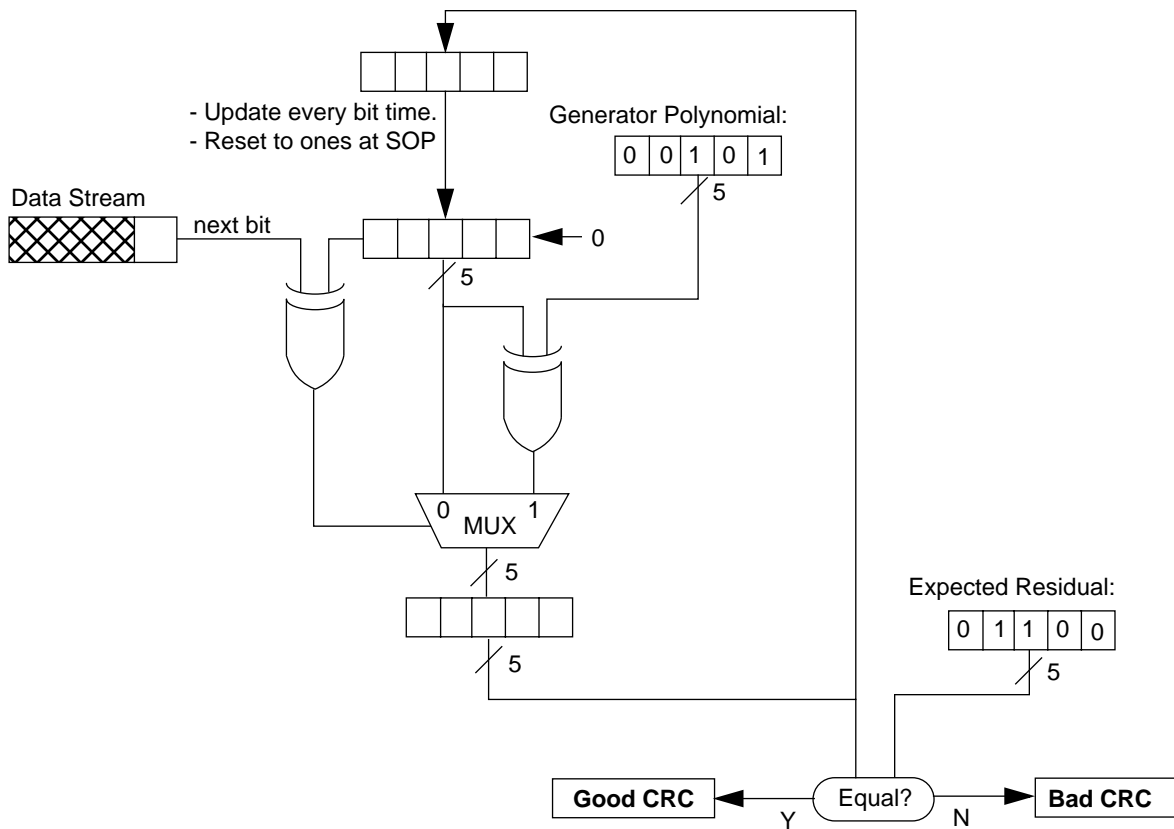 - Update every bit time.
- Reset to ones at SOP
Generator Polynomial:
0 0 1 0 1
5
Data Stream
next bit
0
5
0 1
MUX
5
Expected Residual:
0 1 1 0 0
5
5
Good CRC
Y
Equal?
N
Bad CRC